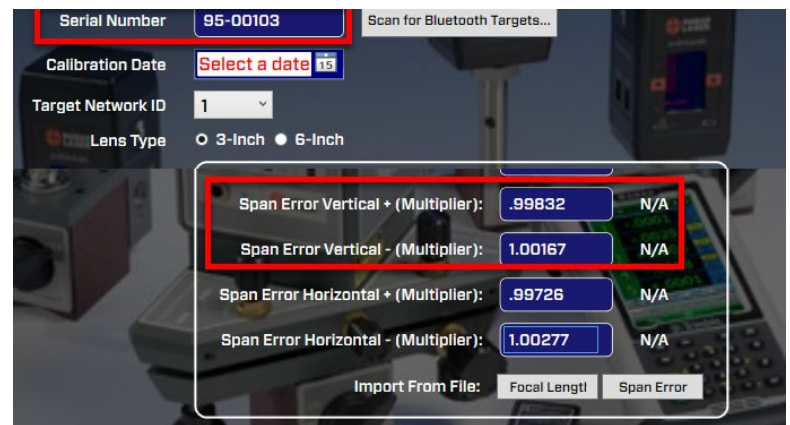 Serial Number 95-00103 Scan for Bluetooth Targets...
Calibration Date Select a date 15
Target Network ID 1
Lens Type 3-Inch 6-Inch
Span Error Vertical + (Multiplier): .99832 N/A
Span Error Vertical - (Multiplier): 1.00167 N/A
Span Error Horizontal + (Multiplier): .99726 N/A
Span Error Horizontal - (Multiplier): 1.00277 N/A
Import From File: Focal Lengtl Span Error